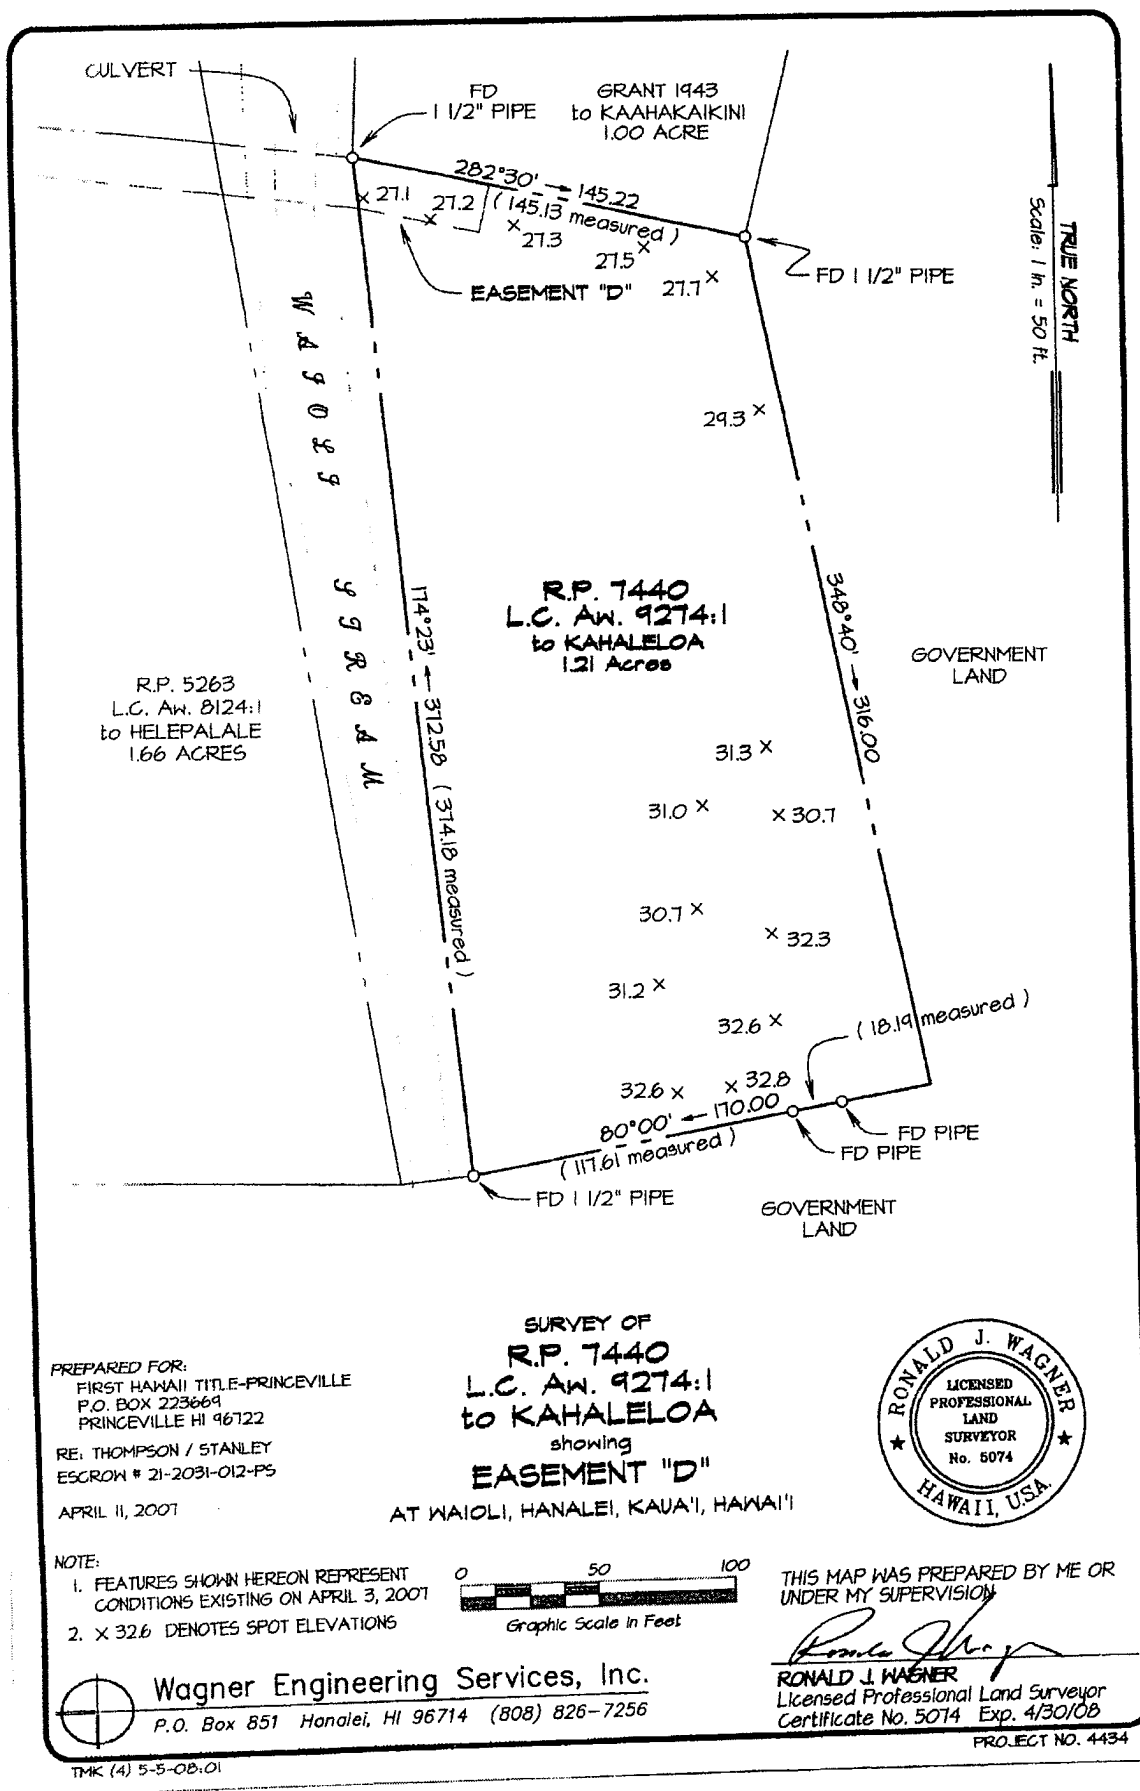 CULVERT
FD
1 1/2" PIPE
GRANT 1943
to KAAHAKAIKINI
1.00 ACRE
282°30' → 145.22
( 145.13 measured )
27.1
27.2
27.3
27.5
27.7
EASEMENT "D"
FD 1 1/2" PIPE
TRUE NORTH
Scale: 1 in. = 50 ft.
29.3
WAIOLI STREAM
R.P. 7440
L.C. Aw. 9274:1
to KAHALELOA
1.21 Acres
174°23' ← 372.58 ( 374.18 measured )
348°40' → 316.00
GOVERNMENT
LAND
R.P. 5263
L.C. Aw. 8124:1
to HELEPALALE
1.66 ACRES
31.3
31.0
30.7
30.7
32.3
31.2
32.6
( 18.19 measured )
32.6
32.8
80°00' ← 170.00
( 117.61 measured )
FD PIPE
FD PIPE
FD 1 1/2" PIPE
GOVERNMENT
LAND
SURVEY OF
R.P. 7440
L.C. Aw. 9274:1
to KAHALELOA
showing
EASEMENT "D"
AT WAIOLI, HANALEI, KAUA'I, HAWAI'I
PREPARED FOR:
FIRST HAWAII TITLE-PRINCEVILLE
P.O. BOX 223669
PRINCEVILLE HI 96722
RE: THOMPSON / STANLEY
ESCROW # 21-2031-012-PS
APRIL 11, 2007
RONALD J. WAGNER
LICENSED
PROFESSIONAL
LAND
SURVEYOR
No. 5074
HAWAII, U.S.A.
NOTE:
1. FEATURES SHOWN HEREON REPRESENT
CONDITIONS EXISTING ON APRIL 3, 2007
2. X 32.6 DENOTES SPOT ELEVATIONS
0 50 100
Graphic Scale in Feet
THIS MAP WAS PREPARED BY ME OR
UNDER MY SUPERVISION
RONALD J. WAGNER
Licensed Professional Land Surveyor
Certificate No. 5074 Exp. 4/30/08
Wagner Engineering Services, Inc.
P.O. Box 851 Hanalei, HI 96714 (808) 826-7256
PROJECT NO. 4434
TMK (4) 5-5-08:01